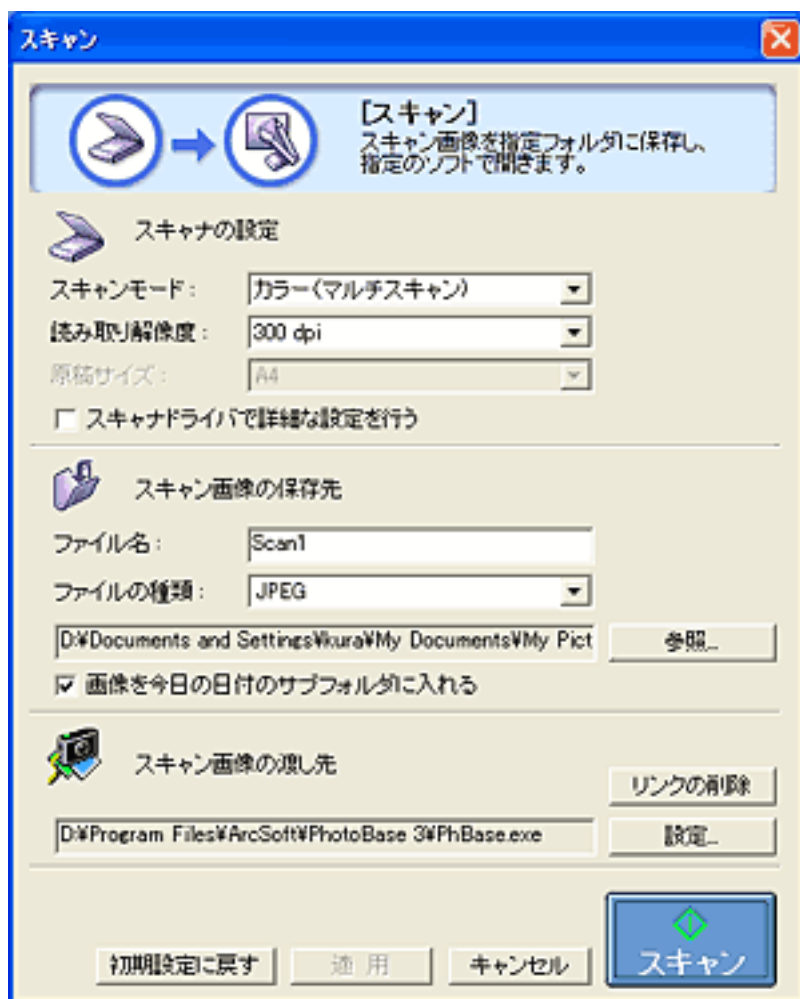 スキャン
[スキャン]
スキャン画像を指定フォルダに保存し、
指定のソフトで開きます。
スキャナの設定
スキャンモード： カラー(マルチスキャン)
読み取り解像度： 300 dpi
原稿サイズ： A4
スキャナドライバで詳細な設定を行う
スキャン画像の保存先
ファイル名： Scan1
ファイルの種類： JPEG
D:¥Documents and Settings¥kura¥My Documents¥My Pict 参照...
画像を今日の日付のサブフォルダに入れる
スキャン画像の渡し先
リンクの削除
D:¥Program Files¥ArcSoft¥PhotoBase 3¥PhBase.exe 設定...
初期設定に戻す 適 用 キャンセル スキャン